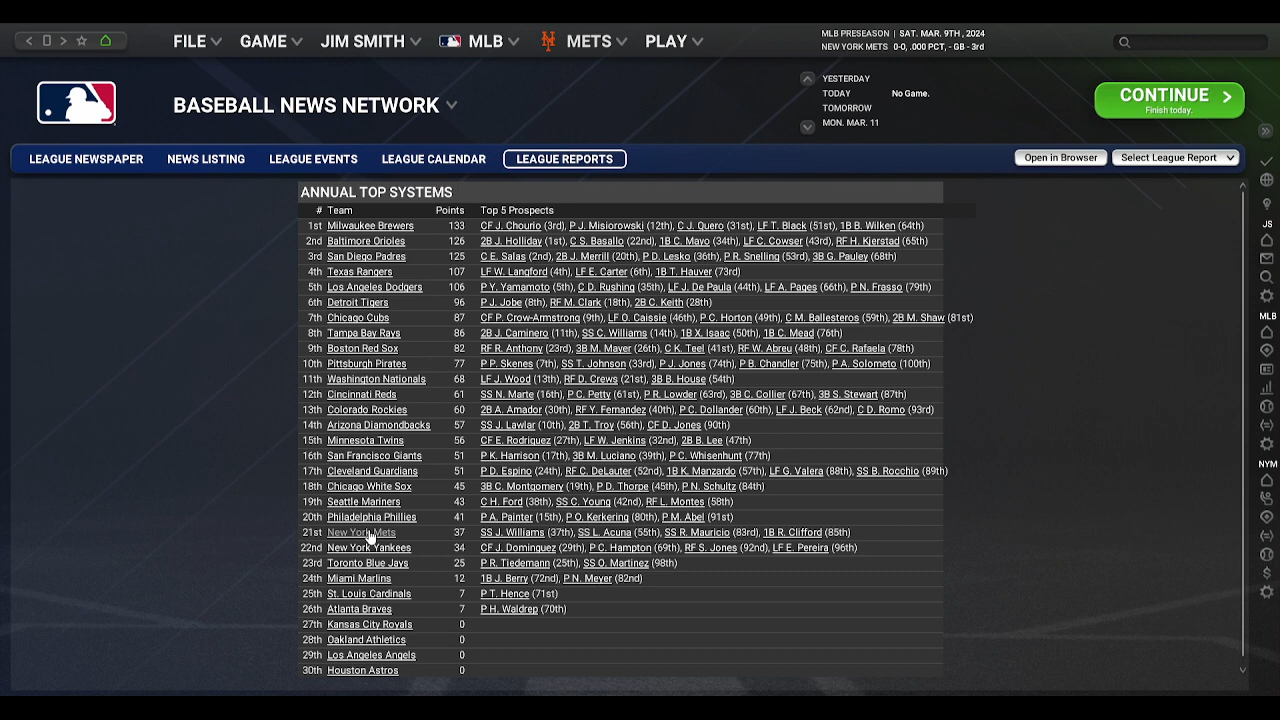 FILE GAME JIM SMITH MLB METS PLAY
MLB PRESEASON | SAT. MAR. 9TH , 2024
NEW YORK METS 0-0, .000 PCT, - GB - 3rd
BASEBALL NEWS NETWORK
YESTERDAY
TODAY No Game.
TOMORROW
MON. MAR. 11
CONTINUE
Finish today.
LEAGUE NEWSPAPER NEWS LISTING LEAGUE EVENTS LEAGUE CALENDAR LEAGUE REPORTS Open in Browser Select League Report
ANNUAL TOP SYSTEMS
# Team Points Top 5 Prospects
1st Milwaukee Brewers 133 CF J. Chourio (3rd), P J. Misiorowski (12th), C J. Quero (31st), LF T. Black (51st), 1B B. Wilken (64th)
2nd Baltimore Orioles 126 2B J. Holliday (1st), C S. Basallo (22nd), 1B C. Mayo (34th), LF C. Cowser (43rd), RF H. Kjerstad (65th)
3rd San Diego Padres 125 C E. Salas (2nd), 2B J. Merrill (20th), P D. Lesko (36th), P R. Snelling (53rd), 3B G. Pauley (68th)
4th Texas Rangers 107 LF W. Langford (4th), LF E. Carter (6th), 1B T. Hauver (73rd)
5th Los Angeles Dodgers 106 P Y. Yamamoto (5th), C D. Rushing (35th), LF J. De Paula (44th), LF A. Pages (66th), P N. Frasso (79th)
6th Detroit Tigers 96 P J. Jobe (8th), RF M. Clark (18th), 2B C. Keith (28th)
7th Chicago Cubs 87 CF P. Crow-Armstrong (9th), LF O. Caissie (46th), P C. Horton (49th), C M. Ballesteros (59th), 2B M. Shaw (81st)
8th Tampa Bay Rays 86 2B J. Caminero (11th), SS C. Williams (14th), 1B X. Isaac (50th), 1B C. Mead (76th)
9th Boston Red Sox 82 RF R. Anthony (23rd), 3B M. Mayer (26th), C K. Teel (41st), RF W. Abreu (48th), CF C. Rafaela (78th)
10th Pittsburgh Pirates 77 P P. Skenes (7th), SS T. Johnson (33rd), P J. Jones (74th), P B. Chandler (75th), P A. Solometo (100th)
11th Washington Nationals 68 LF J. Wood (13th), RF D. Crews (21st), 3B B. House (54th)
12th Cincinnati Reds 61 SS N. Marte (16th), P C. Petty (61st), P R. Lowder (63rd), 3B C. Collier (67th), 3B S. Stewart (87th)
13th Colorado Rockies 60 2B A. Amador (30th), RF Y. Fernandez (40th), P C. Dollander (60th), LF J. Beck (62nd), C D. Romo (93rd)
14th Arizona Diamondbacks 57 SS J. Lawlar (10th), 2B T. Troy (56th), CF D. Jones (90th)
15th Minnesota Twins 56 CF E. Rodriguez (27th), LF W. Jenkins (32nd), 2B B. Lee (47th)
16th San Francisco Giants 51 P K. Harrison (17th), 3B M. Luciano (39th), P C. Whisenhunt (77th)
17th Cleveland Guardians 51 P D. Espino (24th), RF C. DeLauter (52nd), 1B K. Manzardo (57th), LF G. Valera (88th), SS B. Rocchio (89th)
18th Chicago White Sox 45 3B C. Montgomery (19th), P D. Thorpe (45th), P N. Schultz (84th)
19th Seattle Mariners 43 C H. Ford (38th), SS C. Young (42nd), RF L. Montes (58th)
20th Philadelphia Phillies 41 P A. Painter (15th), P O. Kerkering (80th), P M. Abel (91st)
21st New York Mets 37 SS J. Williams (37th), SS L. Acuna (55th), SS R. Mauricio (83rd), 1B R. Clifford (85th)
22nd New York Yankees 34 CF J. Dominguez (29th), P C. Hampton (69th), RF S. Jones (92nd), LF E. Pereira (96th)
23rd Toronto Blue Jays 25 P R. Tiedemann (25th), SS O. Martinez (98th)
24th Miami Marlins 12 1B J. Berry (72nd), P N. Meyer (82nd)
25th St. Louis Cardinals 7 P T. Hence (71st)
26th Atlanta Braves 7 P H. Waldrep (70th)
27th Kansas City Royals 0
28th Oakland Athletics 0
29th Los Angeles Angels 0
30th Houston Astros 0
JS
MLB
NYM